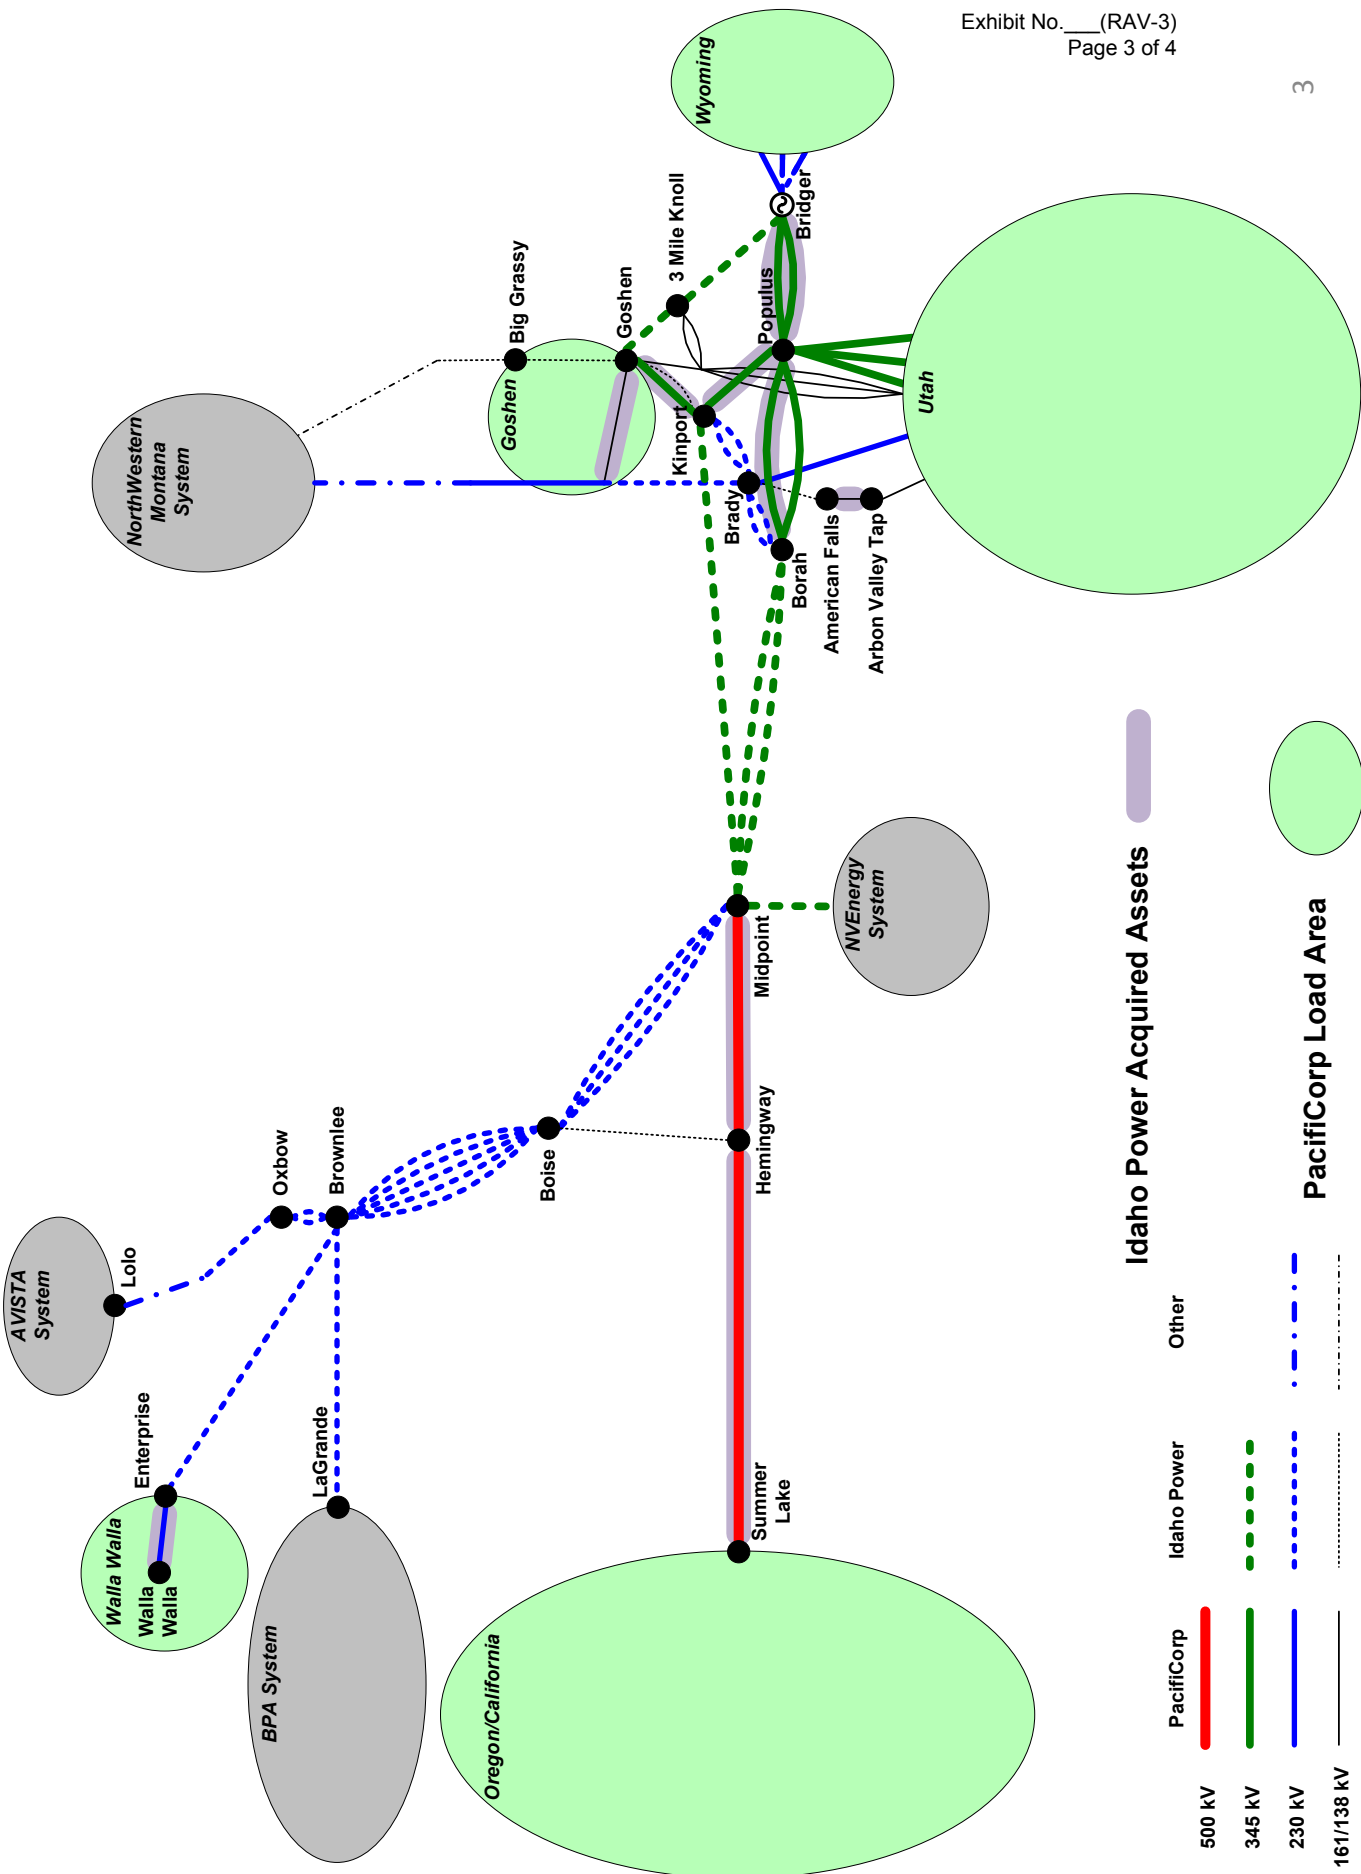 Exhibit No.___(RAV-3)
Page 3 of 4
3
AVISTA
System
Lolo
Walla Walla
Walla
Walla
Enterprise
Oxbow
Brownlee
BPA System
LaGrande
Boise
Oregon/California
Summer
Lake
Hemingway
Midpoint
NVEnergy
System
NorthWestern
Montana
System
Goshen
Big Grassy
Goshen
3 Mile Knoll
Kinport
Populus
Brady
Borah
American Falls
Arbon Valley Tap
Bridger
Wyoming
Utah
PacifiCorp
Idaho Power
Other
500 kV
345 kV
230 kV
161/138 kV
Idaho Power Acquired Assets
PacifiCorp Load Area